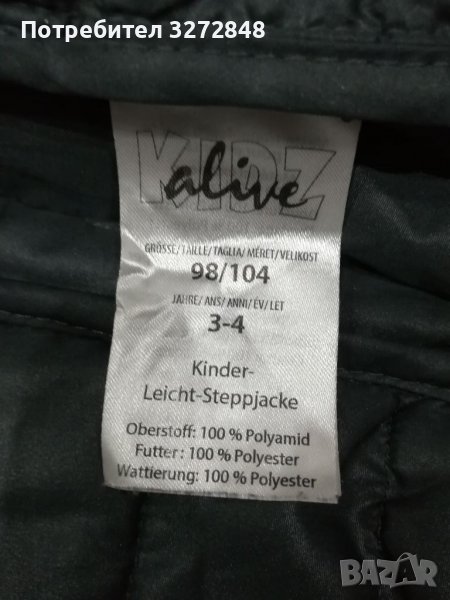 Потребител 3272848
KIDZ
alive
GRÖSSE/TAILLE/TAGLIA/MÉRET/VELIKOST
98/104
JAHRE/ANS/ANNI/ÉV/LET
3-4
Kinder-
Leicht-Steppjacke
Oberstoff: 100 % Polyamid
Futter: 100 % Polyester
Wattierung: 100 % Polyester
BAZAR